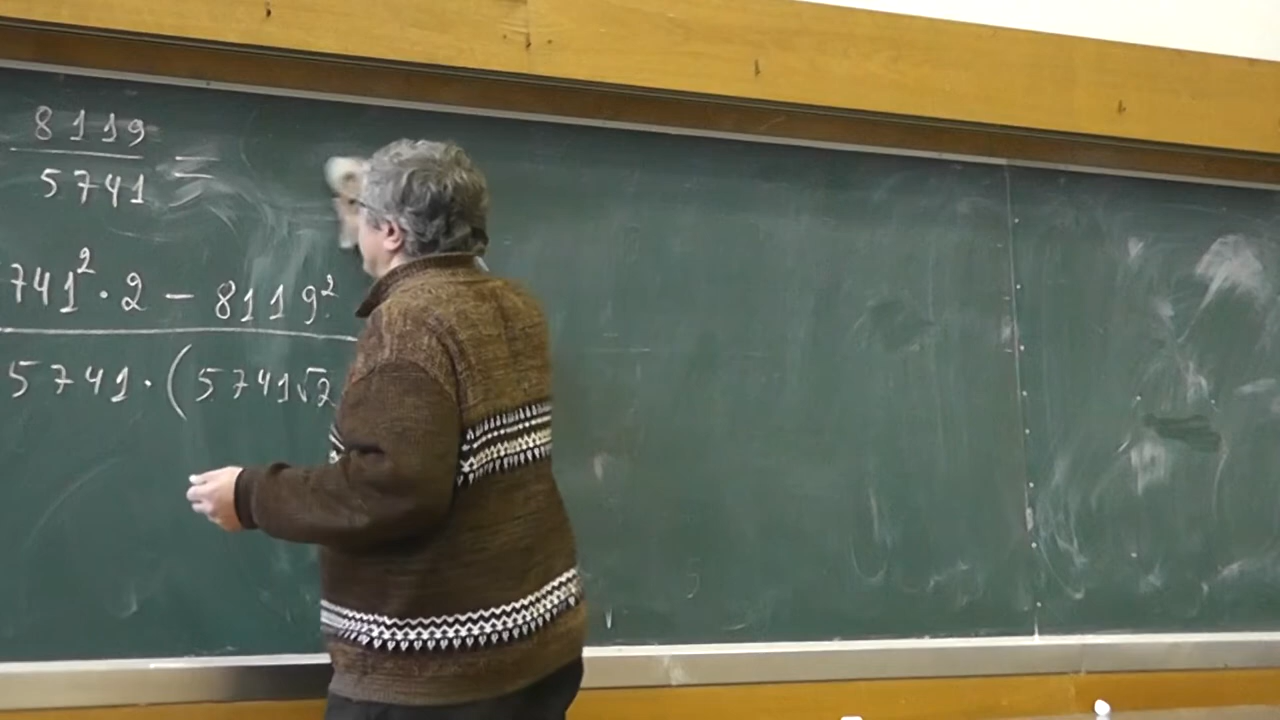 8119
5741 =
741² · 2 − 8119²
5741 · (5741√2